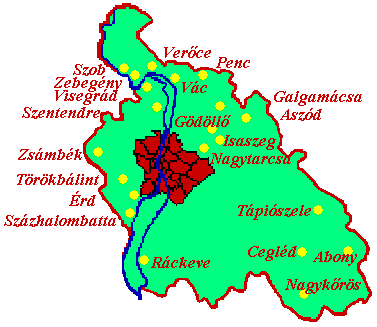 Verőce
Penc
Szob
Zebegény
Visegrád
Vác
Szentendre
Galgamácsa
Aszód
Gödöllő
Isaszeg
Nagytarcsa
Zsámbék
Törökbálint
Érd
Százhalombatta
Tápiószele
Ráckeve
Cegléd
Abony
Nagykőrös